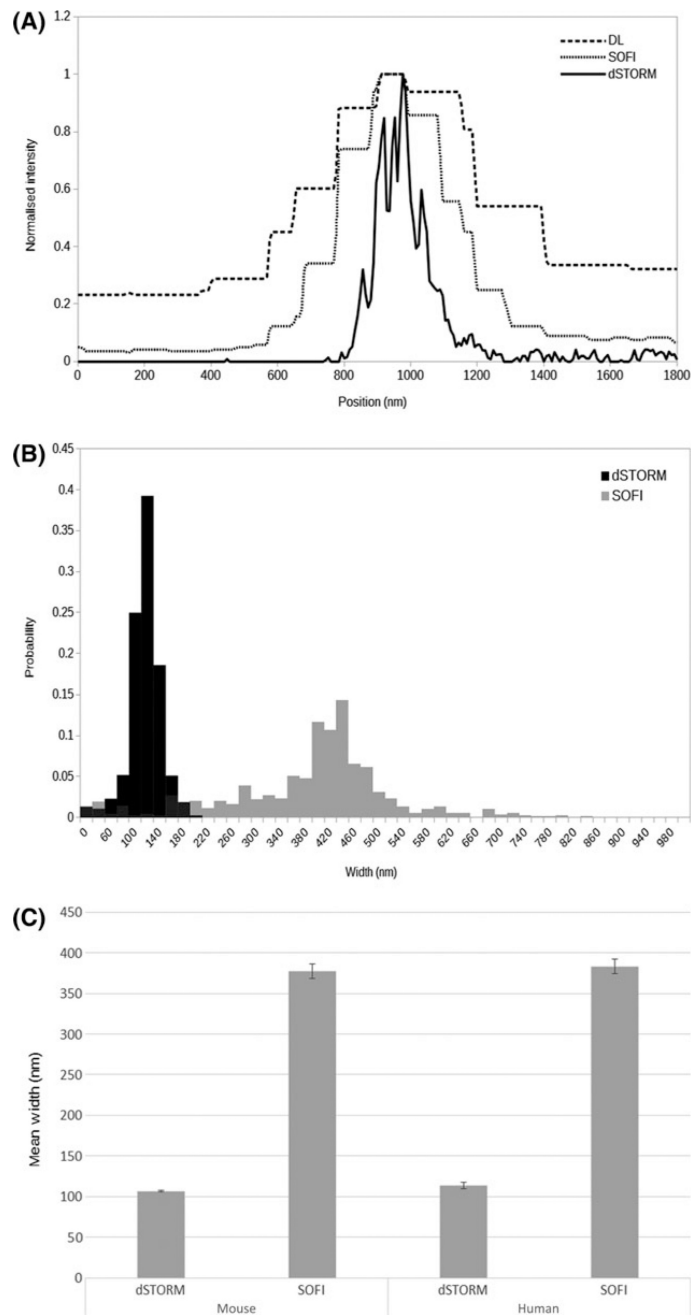 (A)
1.2
1
0.8
0.6
0.4
0.2
0
Normalised intensity
DL
SOFI
dSTORM
0 200 400 600 800 1000 1200 1400 1600 1800
Position (nm)
(B)
0.45
0.4
0.35
0.3
0.25
0.2
0.15
0.1
0.05
0
Probability
dSTORM
SOFI
0 60 100 140 180 220 260 300 340 380 420 460 500 540 580 620 660 700 740 780 820 860 900 940 980
Width (nm)
(C)
450
400
350
300
250
200
150
100
50
0
Mean width (nm)
dSTORM SOFI dSTORM SOFI
Mouse Human